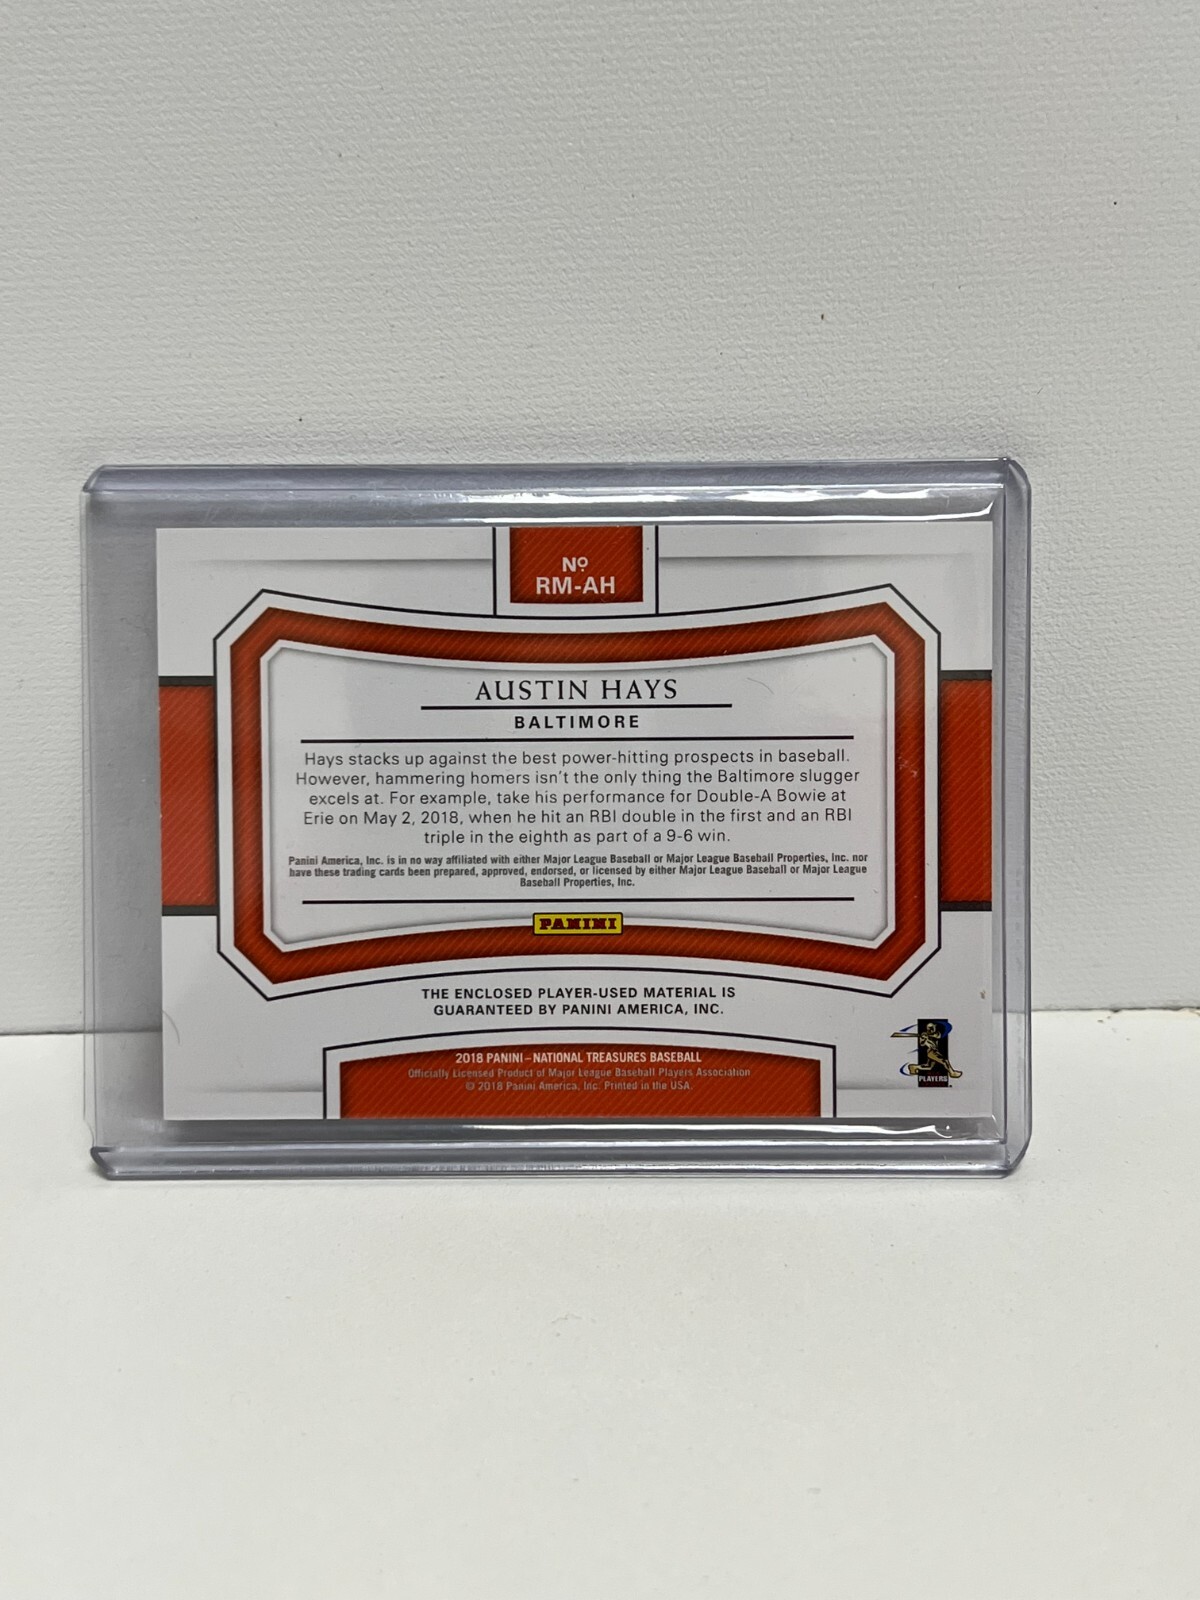 Nº
RM-AH
AUSTIN HAYS
BALTIMORE
Hays stacks up against the best power-hitting prospects in baseball.
However, hammering homers isn't the only thing the Baltimore slugger
excels at. For example, take his performance for Double-A Bowie at
Erie on May 2, 2018, when he hit an RBI double in the first and an RBI
triple in the eighth as part of a 9-6 win.
Panini America, Inc. is in no way affiliated with either Major League Baseball or Major League Baseball Properties, Inc. nor
have these trading cards been prepared, approved, endorsed, or licensed by either Major League Baseball or Major League
Baseball Properties, Inc.
PANINI
THE ENCLOSED PLAYER-USED MATERIAL IS
GUARANTEED BY PANINI AMERICA, INC.
2018 PANINI – NATIONAL TREASURES BASEBALL
Officially Licensed Product of Major League Baseball Players Association
© 2018 Panini America, Inc. Printed in the USA.
PLAYERS